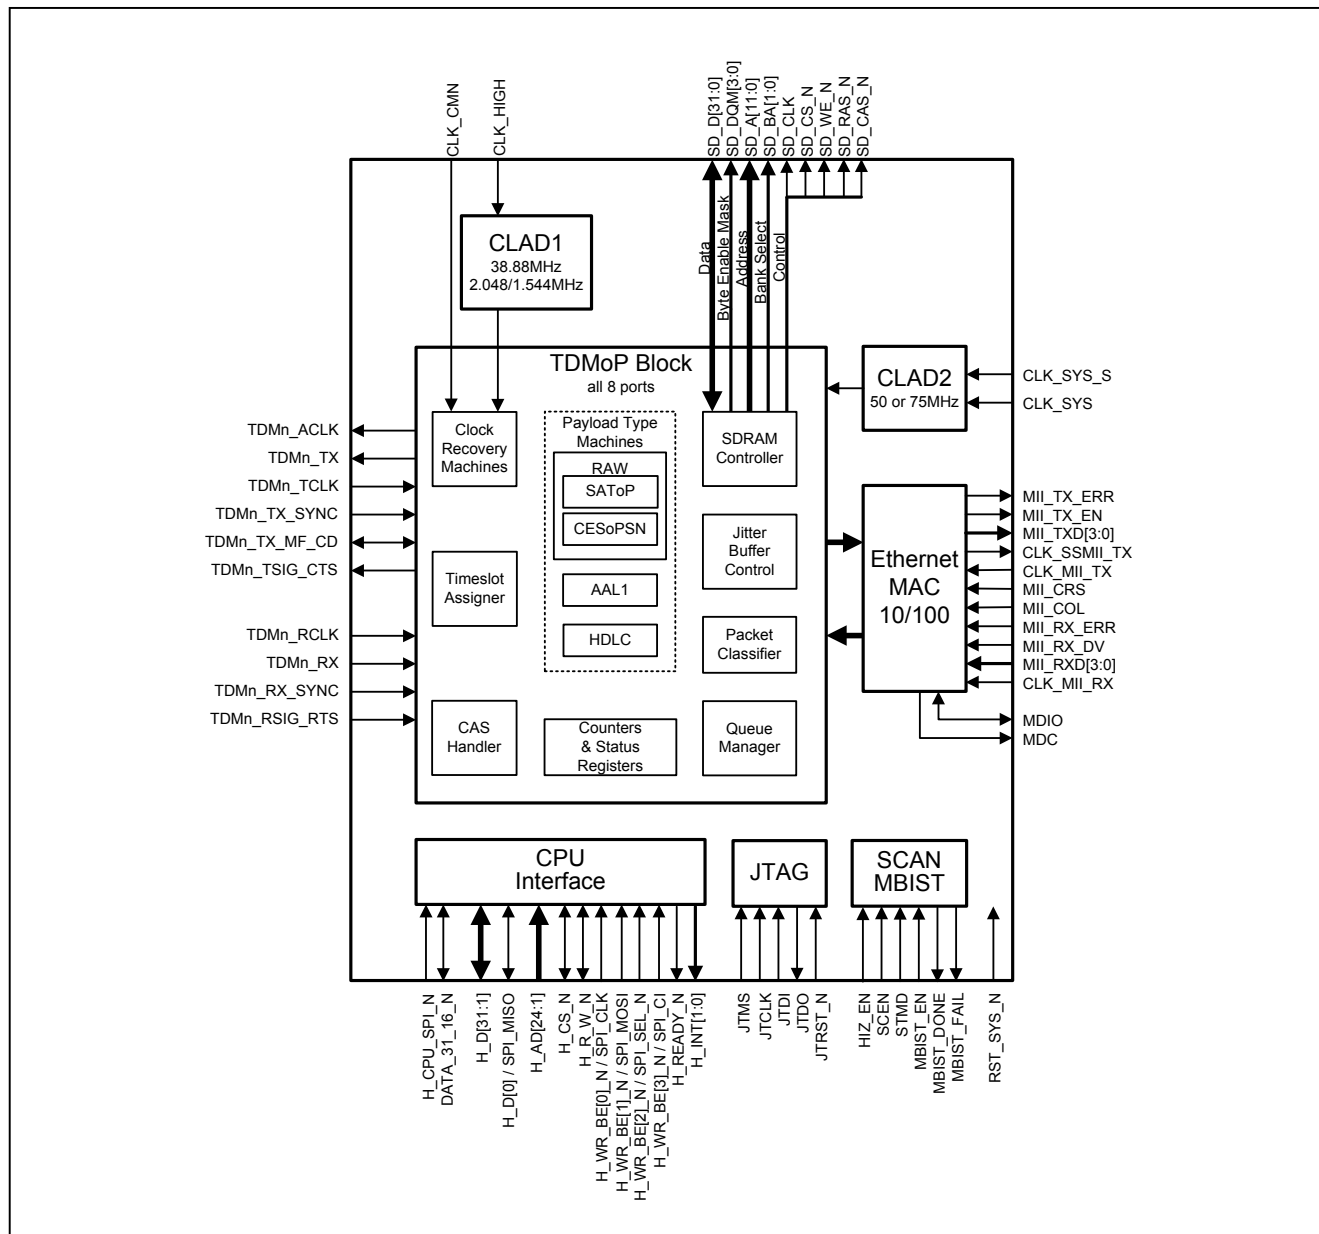 CLK_CMN
CLK_HIGH
SD_D[31:0]
SD_DQM[3:0]
SD_A[11:0]
SD_BA[1:0]
SD_CLK
SD_CS_N
SD_WE_N
SD_RAS_N
SD_CAS_N
CLAD1
38.88MHz
2.048/1.544MHz
Data
Byte Enable Mask
Address
Bank Select
Control
TDMoP Block
all 8 ports
CLAD2
50 or 75MHz
CLK_SYS_S
CLK_SYS
Clock
Recovery
Machines
Payload Type
Machines
RAW
SAToP
CESoPSN
AAL1
HDLC
SDRAM
Controller
Jitter
Buffer
Control
Timeslot
Assigner
Packet
Classifier
CAS
Handler
Counters
& Status
Registers
Queue
Manager
TDMn_ACLK
TDMn_TX
TDMn_TCLK
TDMn_TX_SYNC
TDMn_TX_MF_CD
TDMn_TSIG_CTS
TDMn_RCLK
TDMn_RX
TDMn_RX_SYNC
TDMn_RSIG_RTS
Ethernet
MAC
10/100
MII_TX_ERR
MII_TX_EN
MII_TXD[3:0]
CLK_SSMII_TX
CLK_MII_TX
MII_CRS
MII_COL
MII_RX_ERR
MII_RX_DV
MII_RXD[3:0]
CLK_MII_RX
MDIO
MDC
CPU
Interface
JTAG
SCAN
MBIST
H_CPU_SPI_N
DATA_31_16_N
H_D[31:1]
H_D[0] / SPI_MISO
H_AD[24:1]
H_CS_N
H_R_W_N
H_WR_BE[0]_N / SPI_CLK
H_WR_BE[1]_N / SPI_MOSI
H_WR_BE[2]_N / SPI_SEL_N
H_WR_BE[3]_N / SPI_CI
H_READY_N
H_INT[1:0]
JTMS
JTCLK
JTDI
JTDO
JTRST_N
HIZ_EN
SCEN
STMD
MBIST_EN
MBIST_DONE
MBIST_FAIL
RST_SYS_N